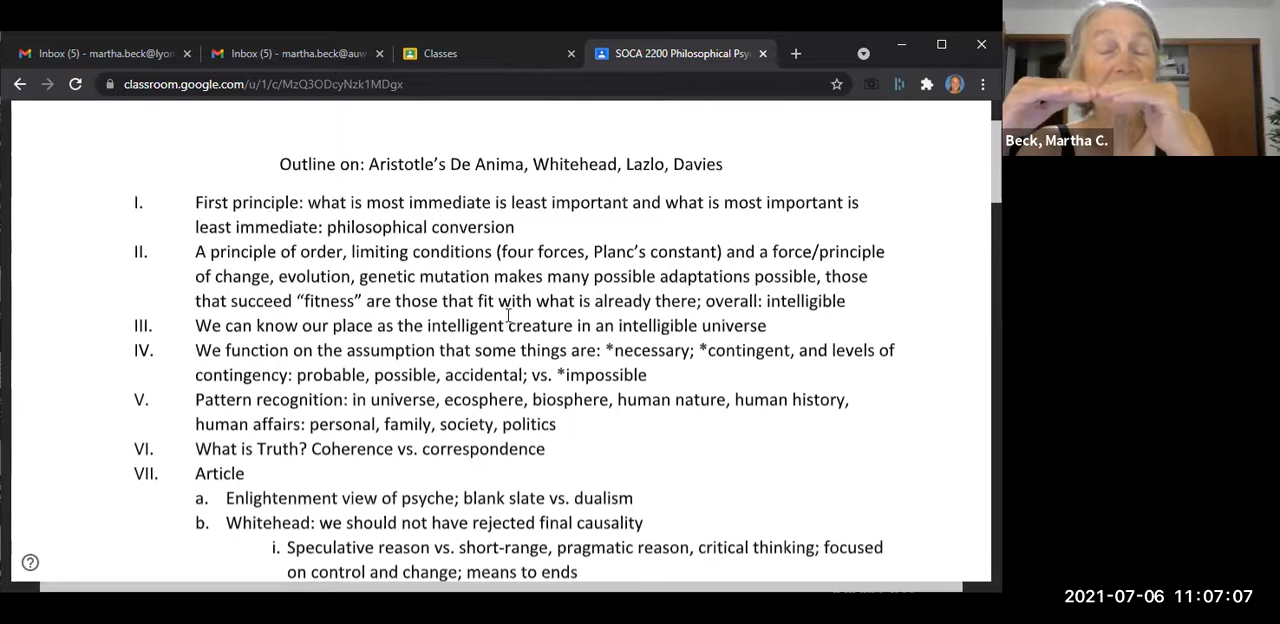 Inbox (5) - martha.beck@lyon
Inbox (5) - martha.beck@auw
Classes
SOCA 2200 Philosophical Psy
classroom.google.com/u/1/c/MzQ3ODcyNzk1MDgx
Beck, Martha C.
Outline on: Aristotle's De Anima, Whitehead, Lazlo, Davies
I. First principle: what is most immediate is least important and what is most important is
least immediate: philosophical conversion
II. A principle of order, limiting conditions (four forces, Planc's constant) and a force/principle
of change, evolution, genetic mutation makes many possible adaptations possible, those
that succeed "fitness" are those that fit with what is already there; overall: intelligible
III. We can know our place as the intelligent creature in an intelligible universe
IV. We function on the assumption that some things are: *necessary; *contingent, and levels of
contingency: probable, possible, accidental; vs. *impossible
V. Pattern recognition: in universe, ecosphere, biosphere, human nature, human history,
human affairs: personal, family, society, politics
VI. What is Truth? Coherence vs. correspondence
VII. Article
a. Enlightenment view of psyche; blank slate vs. dualism
b. Whitehead: we should not have rejected final causality
i. Speculative reason vs. short-range, pragmatic reason, critical thinking; focused
on control and change; means to ends
2021-07-06 11:07:07